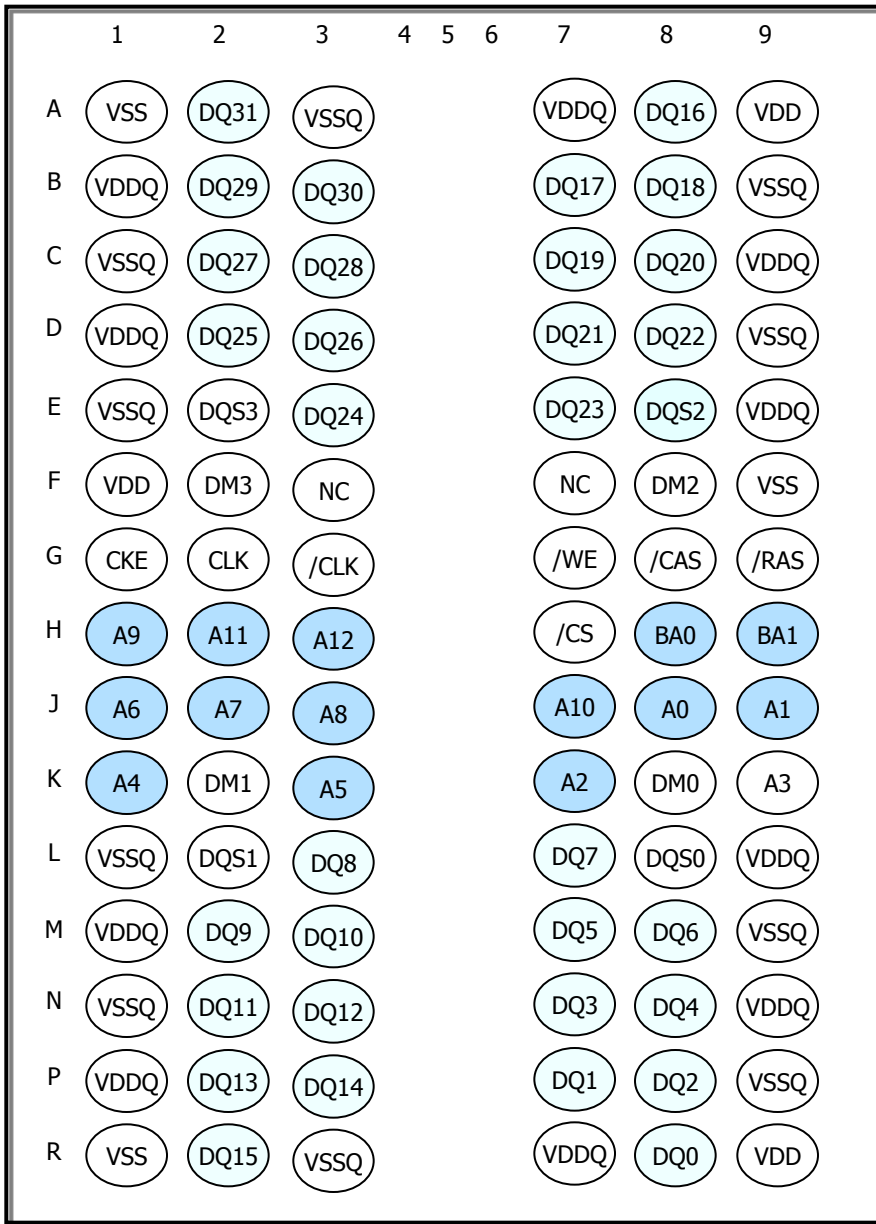 1 2 3 4 5 6 7 8 9
A VSS DQ31 VSSQ VDDQ DQ16 VDD
B VDDQ DQ29 DQ30 DQ17 DQ18 VSSQ
C VSSQ DQ27 DQ28 DQ19 DQ20 VDDQ
D VDDQ DQ25 DQ26 DQ21 DQ22 VSSQ
E VSSQ DQS3 DQ24 DQ23 DQS2 VDDQ
F VDD DM3 NC NC DM2 VSS
G CKE CLK /CLK /WE /CAS /RAS
H A9 A11 A12 /CS BA0 BA1
J A6 A7 A8 A10 A0 A1
K A4 DM1 A5 A2 DM0 A3
L VSSQ DQS1 DQ8 DQ7 DQS0 VDDQ
M VDDQ DQ9 DQ10 DQ5 DQ6 VSSQ
N VSSQ DQ11 DQ12 DQ3 DQ4 VDDQ
P VDDQ DQ13 DQ14 DQ1 DQ2 VSSQ
R VSS DQ15 VSSQ VDDQ DQ0 VDD